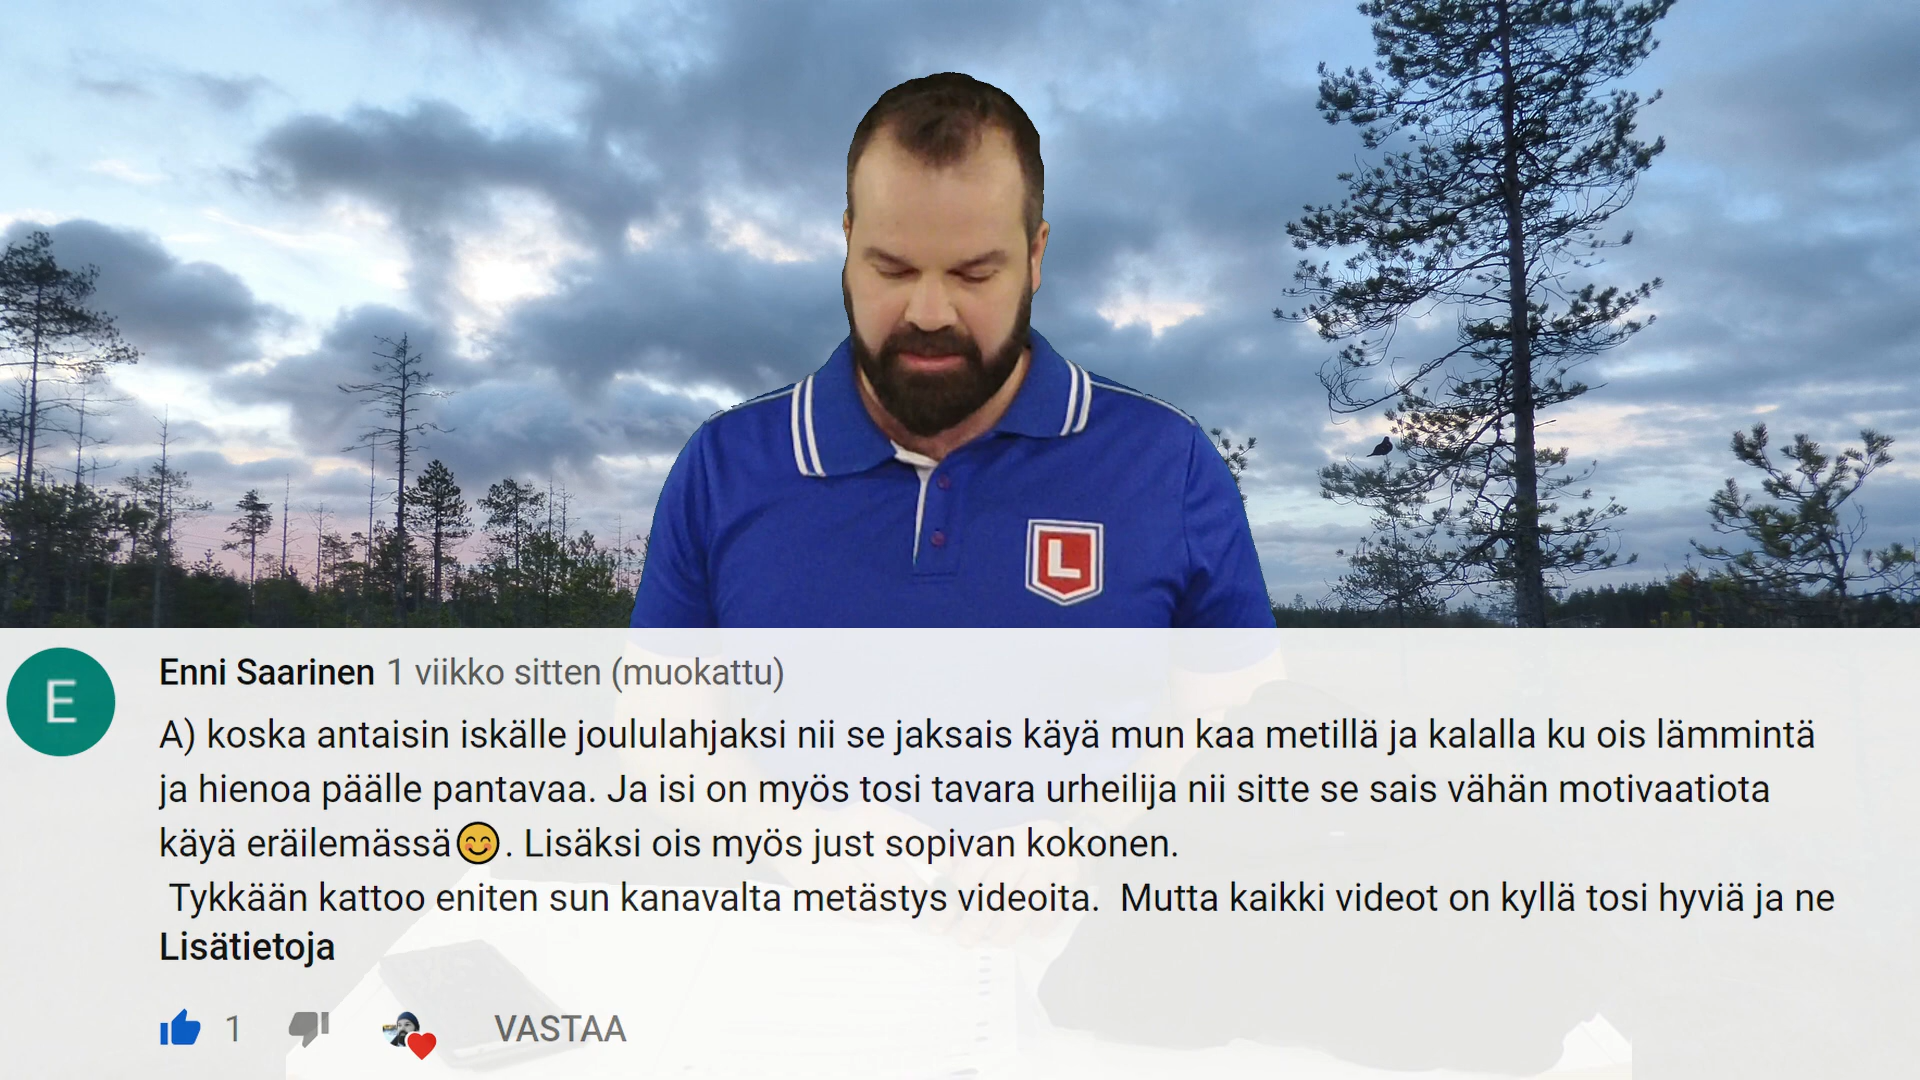 L
E
Enni Saarinen 1 viikko sitten (muokattu)
A) koska antaisin iskälle joululahjaksi nii se jaksais käyä mun kaa metillä ja kalalla ku ois lämmintä
ja hienoa päälle pantavaa. Ja isi on myös tosi tavara urheilija nii sitte se sais vähän motivaatiota
käyä eräilemässä😊. Lisäksi ois myös just sopivan kokonen.
Tykkään kattoo eniten sun kanavalta metästys videoita. Mutta kaikki videot on kyllä tosi hyviä ja ne
Lisätietoja
1 VASTAA